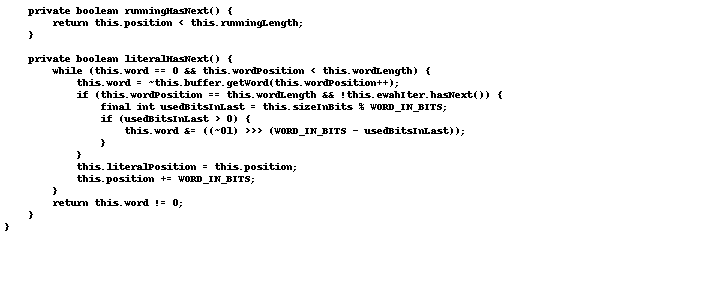 private boolean runningHasNext() {
        return this.position < this.runningLength;
    }

    private boolean literalHasNext() {
        while (this.word == 0 && this.wordPosition < this.wordLength) {
            this.word = ~this.buffer.getWord(this.wordPosition++);
            if (this.wordPosition == this.wordLength && !this.ewahIter.hasNext()) {
                final int usedBitsInLast = this.sizeInBits % WORD_IN_BITS;
                if (usedBitsInLast > 0) {
                    this.word &= ((~0l) >>> (WORD_IN_BITS - usedBitsInLast));
                }
            }
            this.literalPosition = this.position;
            this.position += WORD_IN_BITS;
        }
        return this.word != 0;
    }
}